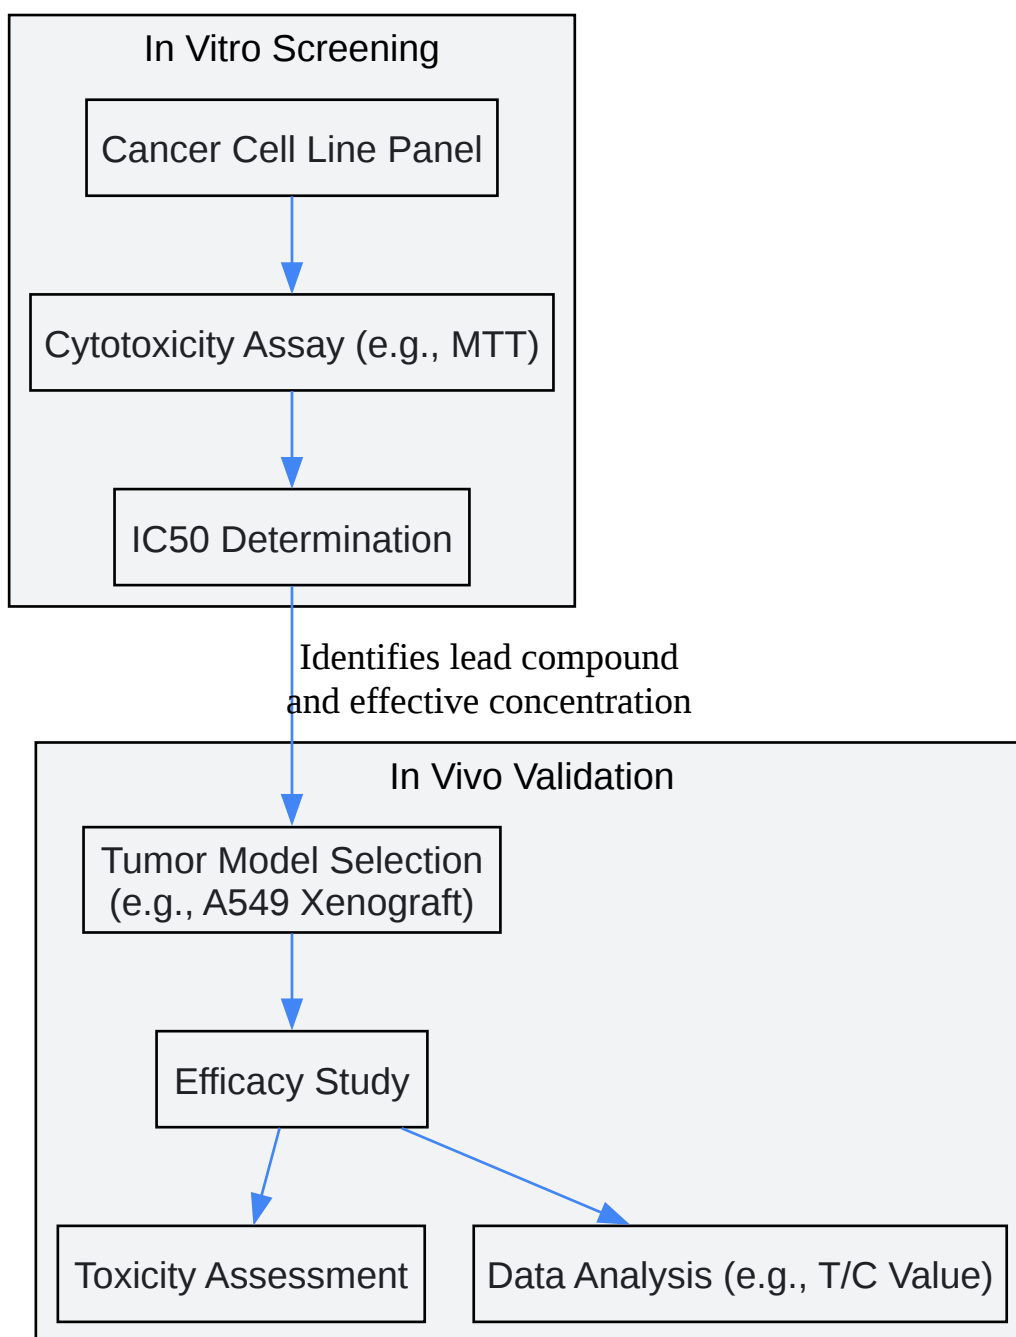 In Vitro Screening
Cancer Cell Line Panel
Cytotoxicity Assay (e.g., MTT)
IC50 Determination
Identifies lead compound
and effective concentration
In Vivo Validation
Tumor Model Selection
(e.g., A549 Xenograft)
Efficacy Study
Toxicity Assessment
Data Analysis (e.g., T/C Value)